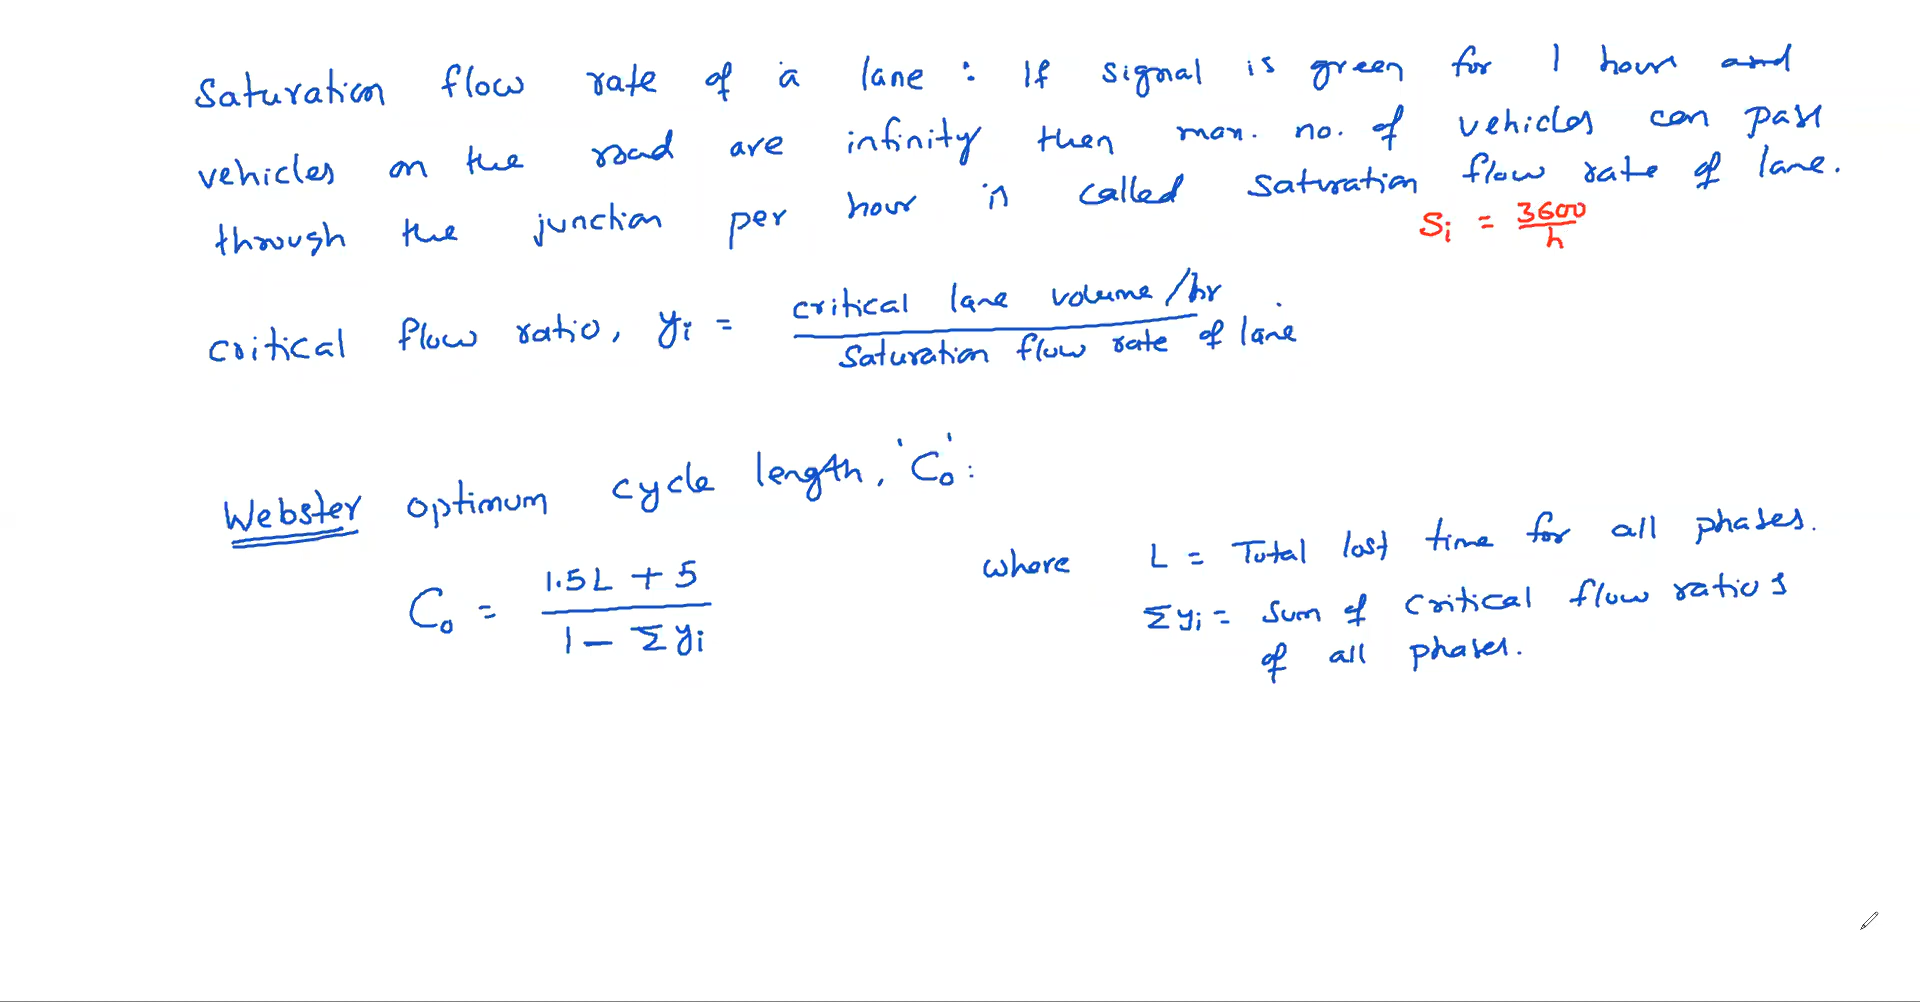 Saturation flow rate of a lane : If signal is green for 1 hour and
vehicles on the road are infinity then max. no. of vehicles can pass
through the junction per hour is called saturation flow rate of lane.
Si = 3600/h
critical flow ratio, yi = critical lane volume/hr / saturation flow rate of lane
Webster optimum cycle length, 'Co' :
Co = 1.5L + 5 / 1 - Σyi
where L = Total lost time for all phases.
Σyi = sum of critical flow ratios
of all phases.